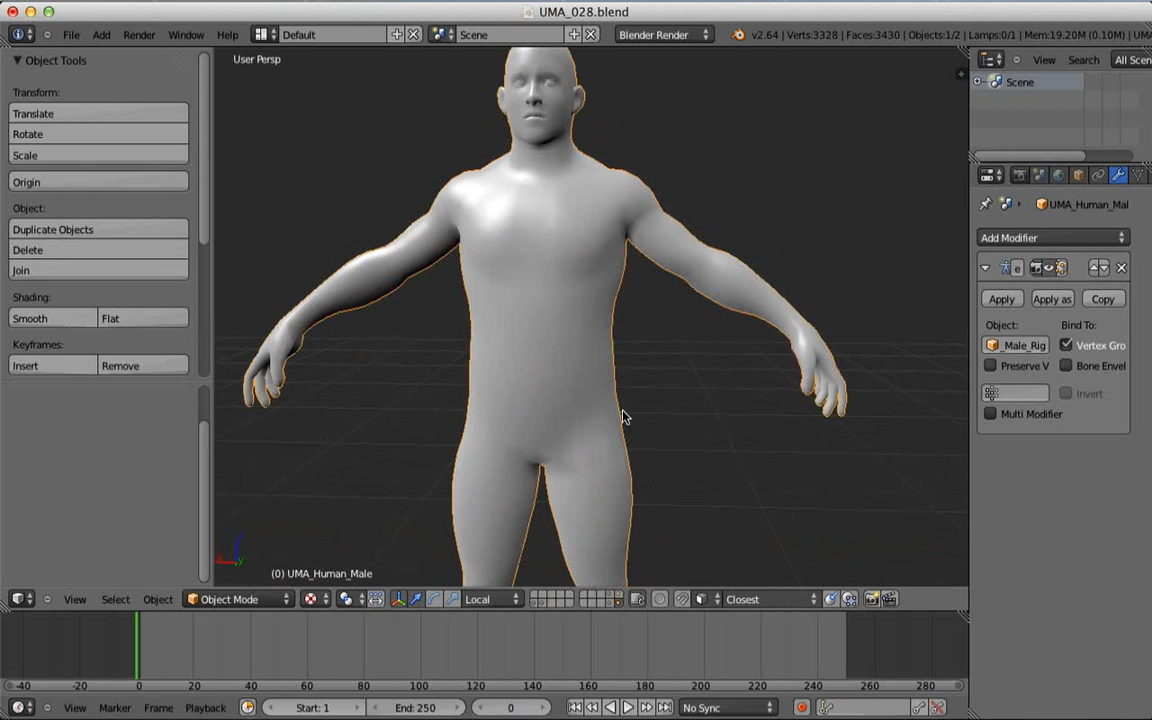 UMA_028.blend
File Add Render Window Help Default Scene Blender Render v2.64 | Verts:3328 | Faces:3430 | Objects:1/2 | Lamps:0/1 | Mem:19.20M (0.10M) | UMA
Object Tools
Transform:
Translate
Rotate
Scale
Origin
Object:
Duplicate Objects
Delete
Join
Shading:
Smooth Flat
Keyframes:
Insert Remove
User Persp
(0) UMA_Human_Male
View Search All Scen
Scene
UMA_Human_Mal
Add Modifier
e
Apply Apply as Copy
Object: Bind To:
_Male_Rig Vertex Gro
Preserve V Bone Envel
Invert
Multi Modifier
View Select Object Object Mode Local Closest
-40 -20 0 20 40 60 80 100 120 140 160 180 200 220 240 260 280
View Marker Frame Playback Start: 1 End: 250 0 No Sync